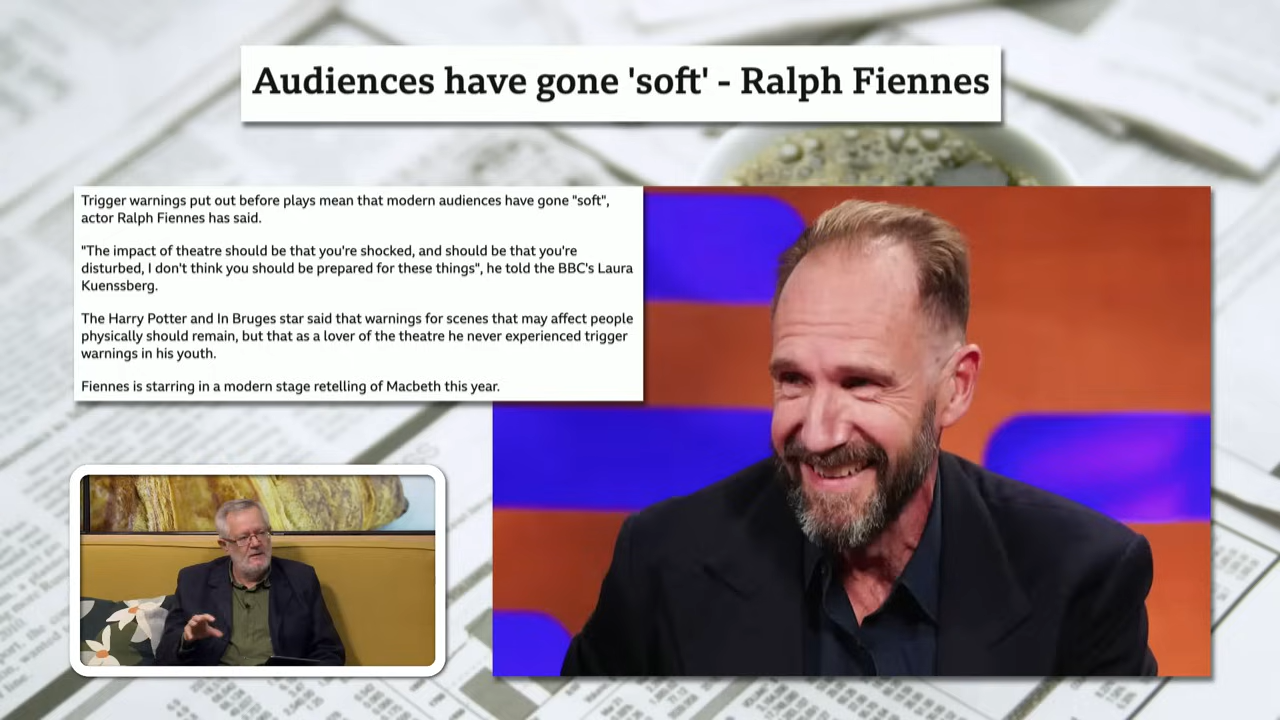 Audiences have gone 'soft' - Ralph Fiennes
Trigger warnings put out before plays mean that modern audiences have gone "soft",
actor Ralph Fiennes has said.
"The impact of theatre should be that you're shocked, and should be that you're
disturbed, I don't think you should be prepared for these things", he told the BBC's Laura
Kuenssberg.
The Harry Potter and In Bruges star said that warnings for scenes that may affect people
physically should remain, but that as a lover of the theatre he never experienced trigger
warnings in his youth.
Fiennes is starring in a modern stage retelling of Macbeth this year.